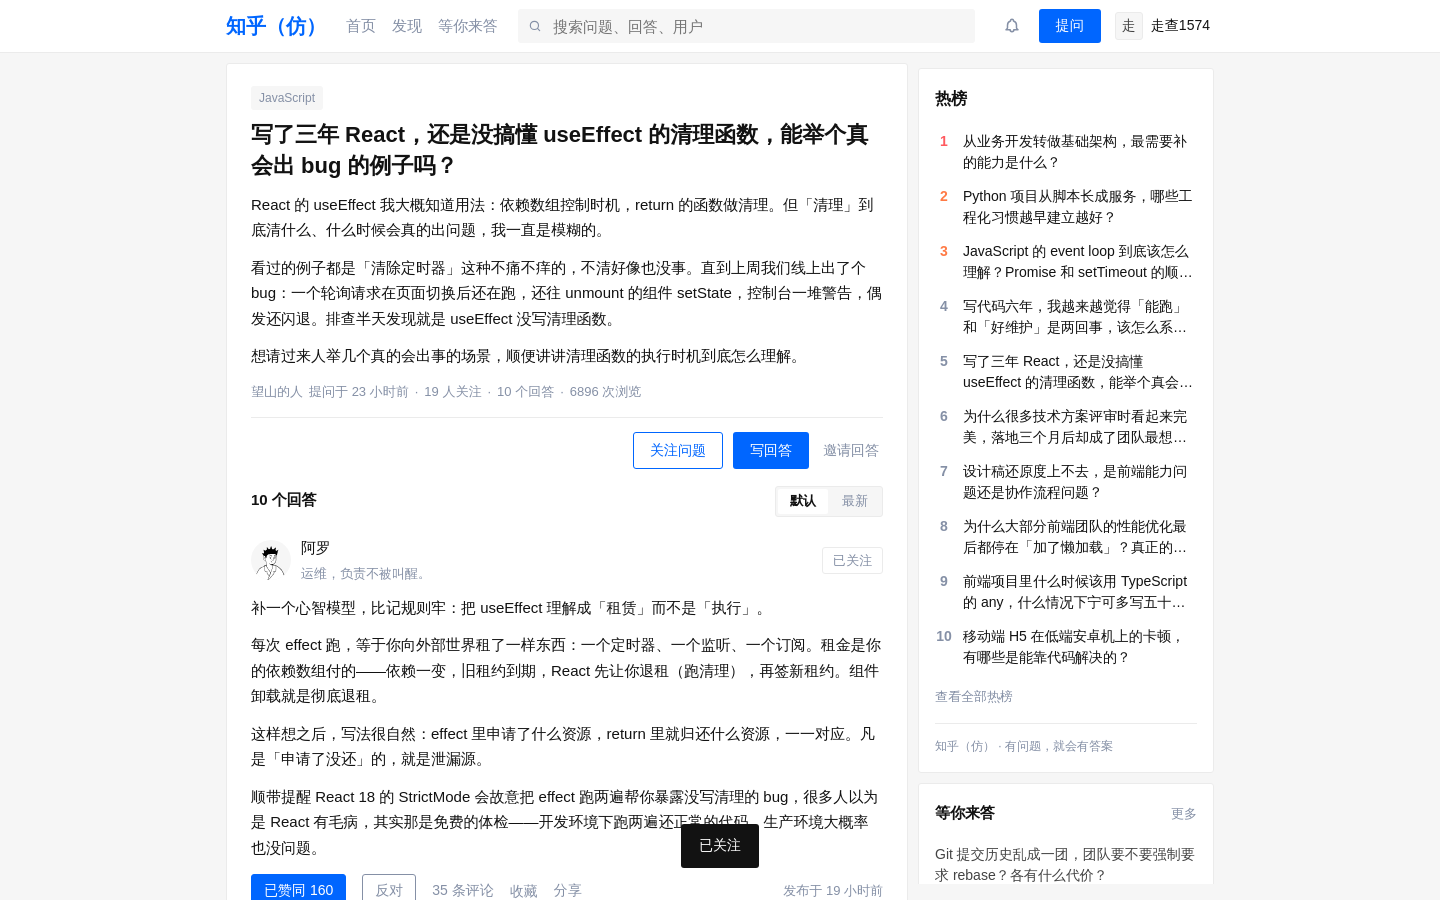 知乎（仿） 首页 发现 等你来答 搜索问题、回答、用户 提问 走 走查1574
JavaScript
写了三年 React，还是没搞懂 useEffect 的清理函数，能举个真
会出 bug 的例子吗？
React 的 useEffect 我大概知道用法：依赖数组控制时机，return 的函数做清理。但「清理」到
底清什么、什么时候会真的出问题，我一直是模糊的。
看过的例子都是「清除定时器」这种不痛不痒的，不清好像也没事。直到上周我们线上出了个
bug：一个轮询请求在页面切换后还在跑，还往 unmount 的组件 setState，控制台一堆警告，偶
发还闪退。排查半天发现就是 useEffect 没写清理函数。
想请过来人举几个真的会出事的场景，顺便讲讲清理函数的执行时机到底怎么理解。
望山的人 提问于 23 小时前 · 19 人关注 · 10 个回答 · 6896 次浏览
关注问题 写回答 邀请回答
10 个回答 默认 最新
阿罗
运维，负责不被叫醒。
已关注
补一个心智模型，比记规则牢：把 useEffect 理解成「租赁」而不是「执行」。
每次 effect 跑，等于你向外部世界租了一样东西：一个定时器、一个监听、一个订阅。租金是你
的依赖数组付的——依赖一变，旧租约到期，React 先让你退租（跑清理），再签新租约。组件
卸载就是彻底退租。
这样想之后，写法很自然：effect 里申请了什么资源，return 里就归还什么资源，一一对应。凡
是「申请了没还」的，就是泄漏源。
顺带提醒 React 18 的 StrictMode 会故意把 effect 跑两遍帮你暴露没写清理的 bug，很多人以为
是 React 有毛病，其实那是免费的体检——开发环境下跑两遍还正常的代码，生产环境大概率
也没问题。
已关注
已赞同 160 反对 35 条评论 收藏 分享 发布于 19 小时前
热榜
1 从业务开发转做基础架构，最需要补
的能力是什么？
2 Python 项目从脚本长成服务，哪些工
程化习惯越早建立越好？
3 JavaScript 的 event loop 到底该怎么
理解？Promise 和 setTimeout 的顺…
4 写代码六年，我越来越觉得「能跑」
和「好维护」是两回事，该怎么系…
5 写了三年 React，还是没搞懂
useEffect 的清理函数，能举个真会…
6 为什么很多技术方案评审时看起来完
美，落地三个月后却成了团队最想…
7 设计稿还原度上不去，是前端能力问
题还是协作流程问题？
8 为什么大部分前端团队的性能优化最
后都停在「加了懒加载」？真正的…
9 前端项目里什么时候该用 TypeScript
的 any，什么情况下宁可多写五十…
10 移动端 H5 在低端安卓机上的卡顿，
有哪些是能靠代码解决的？
查看全部热榜
知乎（仿） · 有问题，就会有答案
等你来答 更多
Git 提交历史乱成一团，团队要不要强制要
求 rebase？各有什么代价？